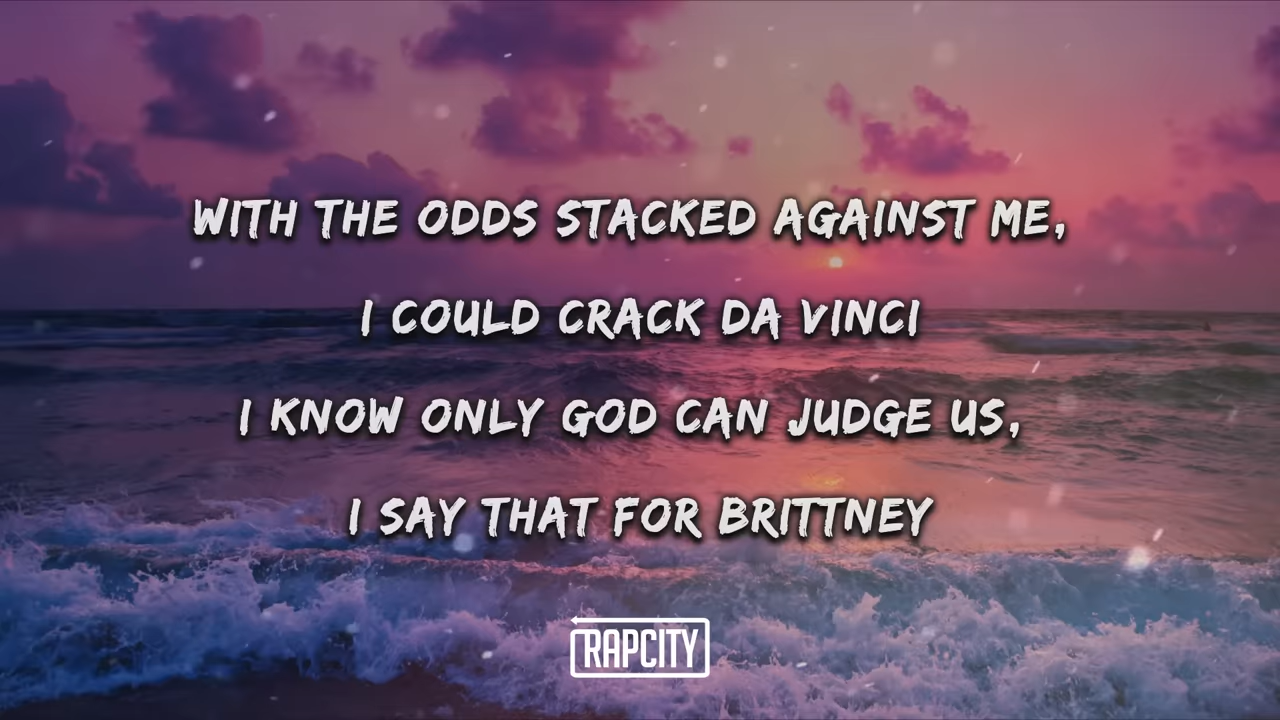 WITH THE ODDS STACKED AGAINST ME,
I COULD CRACK DA VINCI
I KNOW ONLY GOD CAN JUDGE US,
I SAY THAT FOR BRITTNEY
RAPCITY